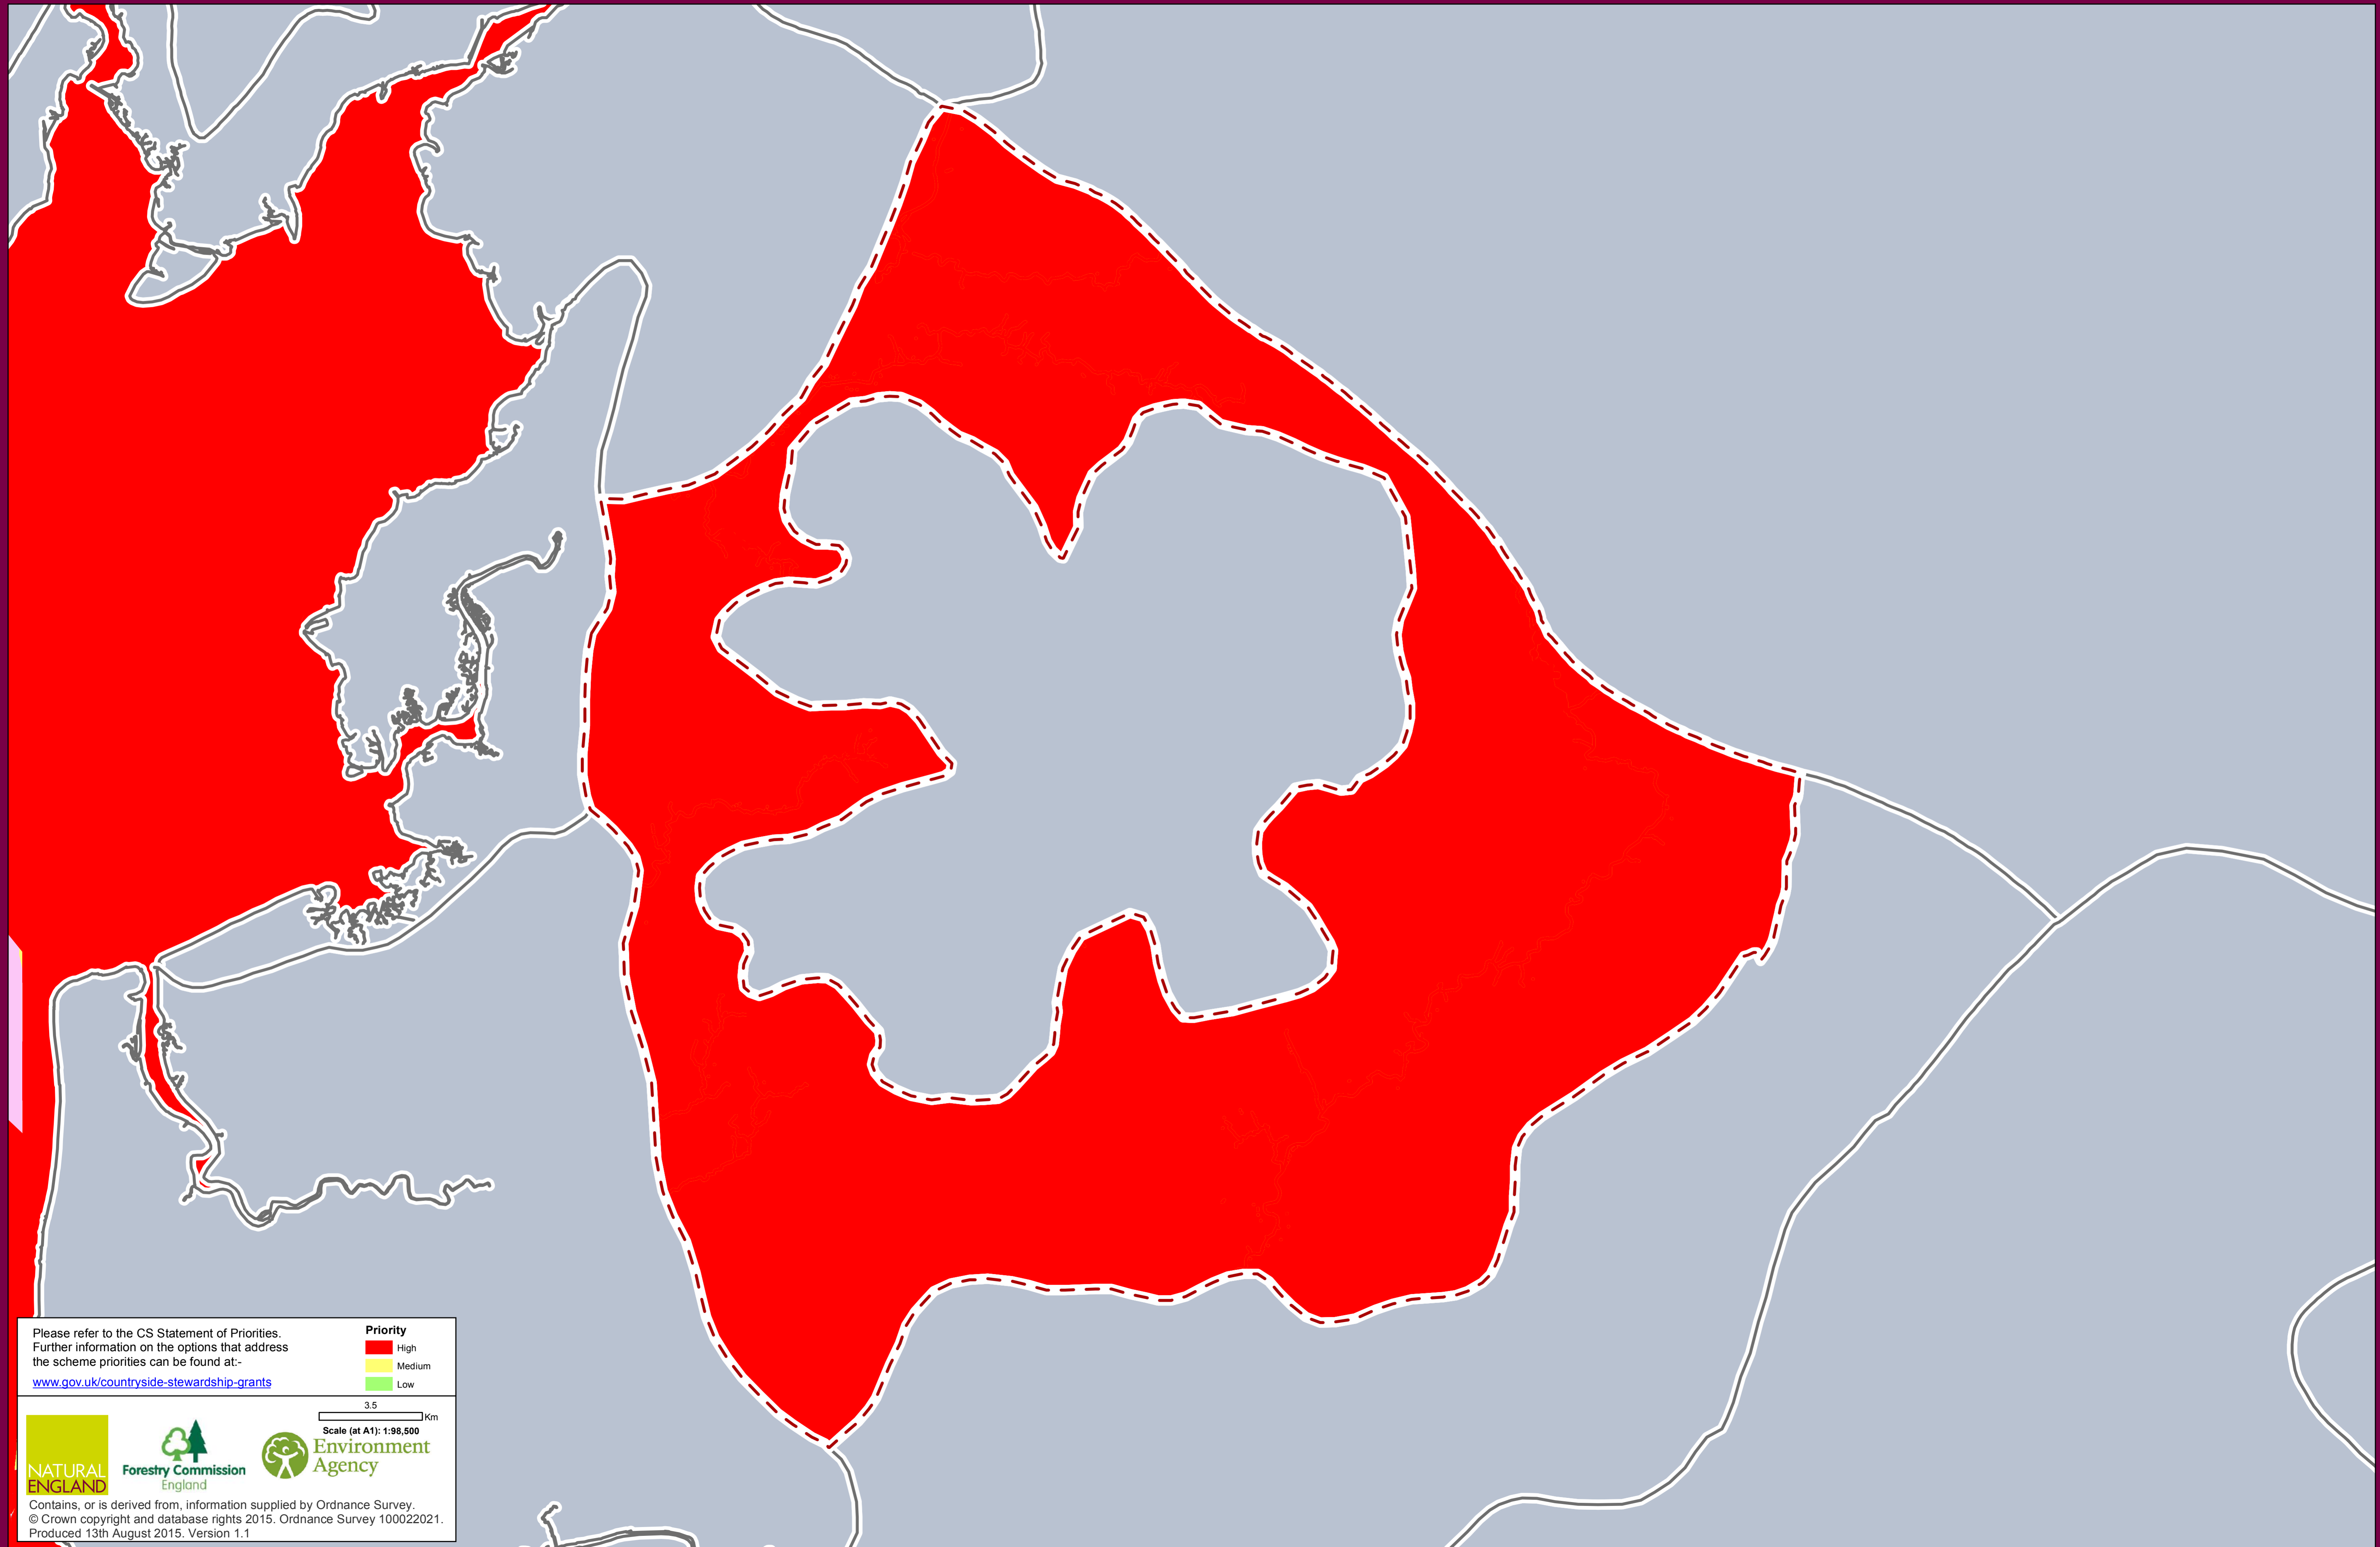 Please refer to the CS Statement of Priorities.
Further information on the options that address
the scheme priorities can be found at:-
www.gov.uk/countryside-stewardship-grants
Priority
High
Medium
Low
3.5
Km
Scale (at A1): 1:98,500
NATURAL
ENGLAND
Forestry Commission
England
Environment
Agency
Contains, or is derived from, information supplied by Ordnance Survey.
© Crown copyright and database rights 2015. Ordnance Survey 100022021.
Produced 13th August 2015. Version 1.1